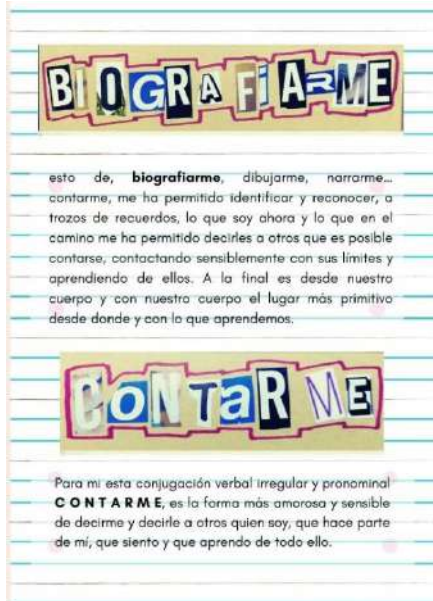 BIOGRAFiARME
esto de, biografiarme, dibujarme, narrarme...
contarme, me ha permitido identificar y reconocer, a
trozos de recuerdos, lo que soy ahora y lo que en el
camino me ha permitido decirles a otros que es posible
contarse, contactando sensiblemente con sus límites y
aprendiendo de ellos. A la final es desde nuestro
cuerpo y con nuestro cuerpo el lugar más primitivo
desde donde y con lo que aprendemos.
CoNTaR ME
Para mi esta conjugación verbal irregular y pronominal
CONTARME, es la forma más amorosa y sensible
de decirme y decirle a otros quien soy, que hace parte
de mí, que siento y que aprendo de todo ello.